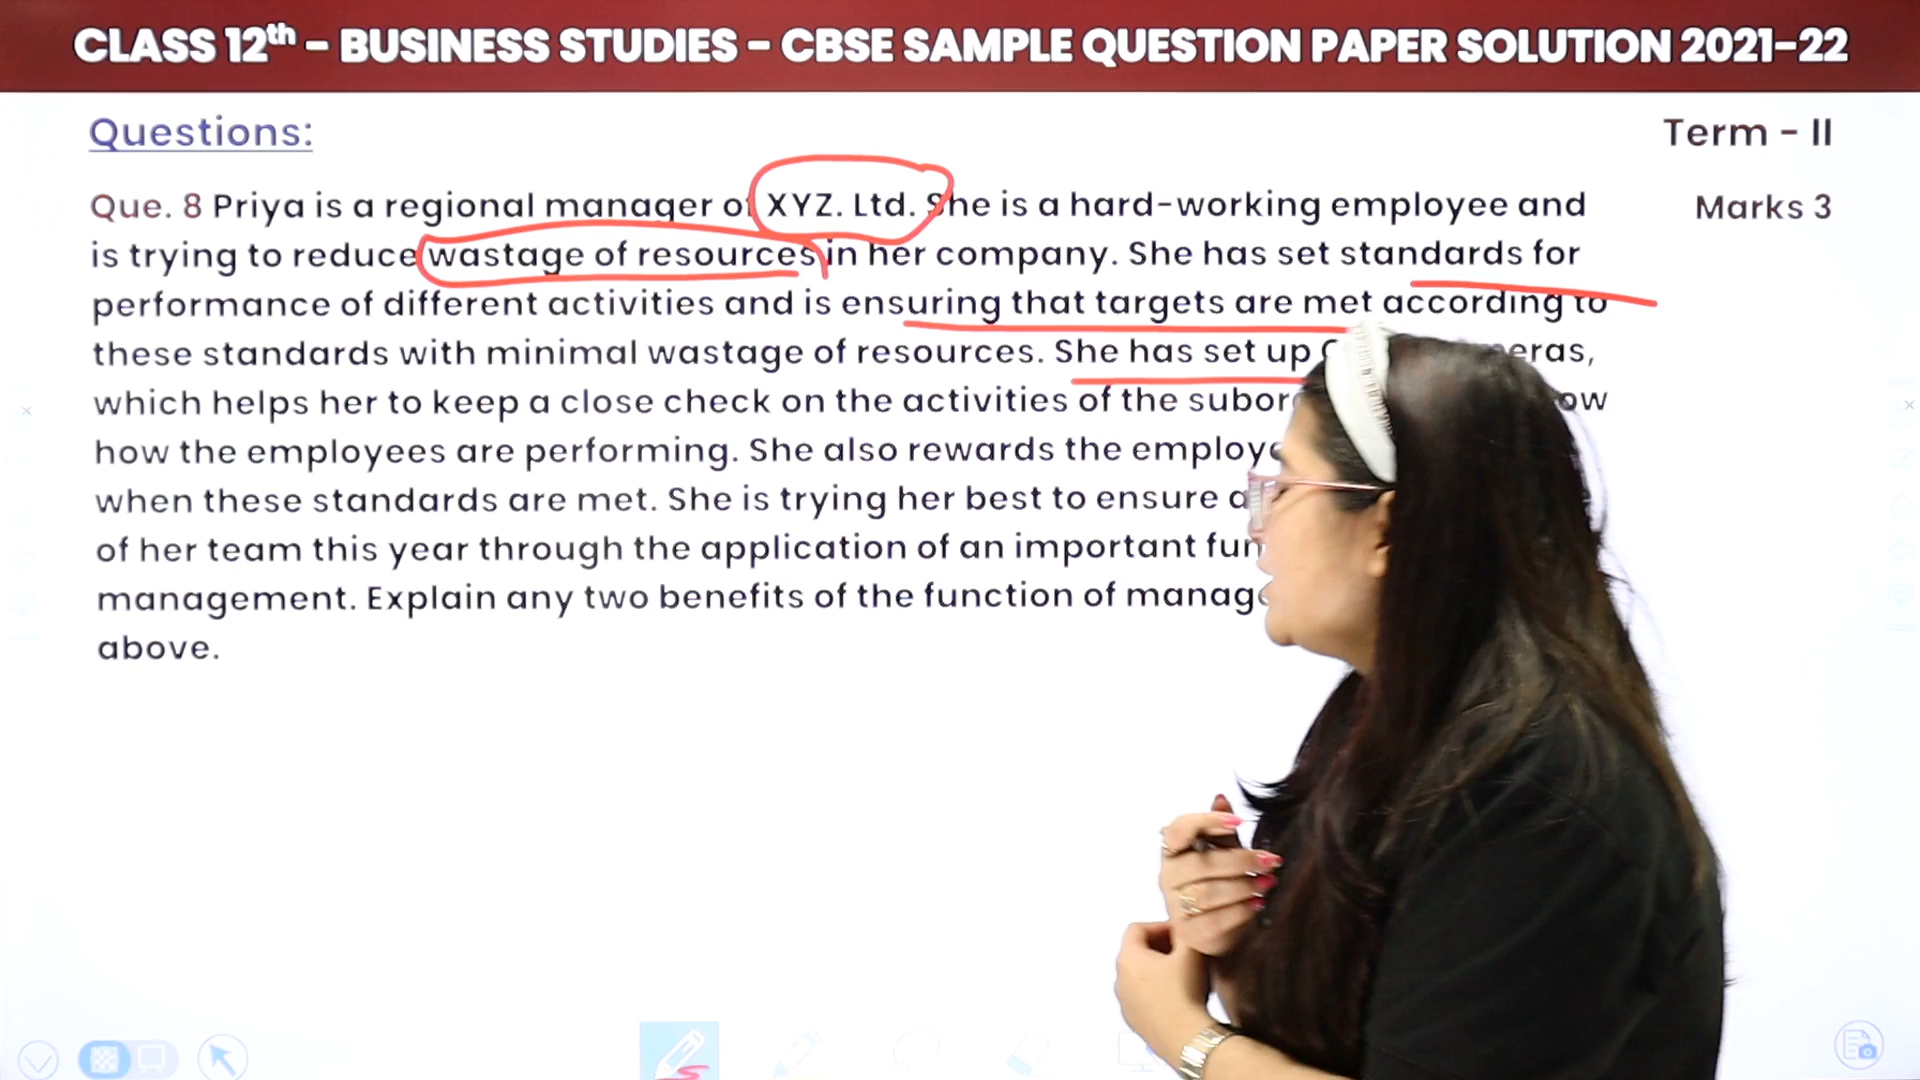 CLASS 12th – BUSINESS STUDIES – CBSE SAMPLE QUESTION PAPER SOLUTION 2021–22
Questions:
Term - II
Que. 8 Priya is a regional manager of XYZ. Ltd. She is a hard-working employee and
Marks 3
is trying to reduce wastage of resources in her company. She has set standards for
performance of different activities and is ensuring that targets are met according to
these standards with minimal wastage of resources. She has set up
which helps her to keep a close check on the activities of the
how the employees are performing. She also rewards the
when these standards are met. She is trying her best to ensure
of her team this year through the application of an important
management. Explain any two benefits of the function of
above.